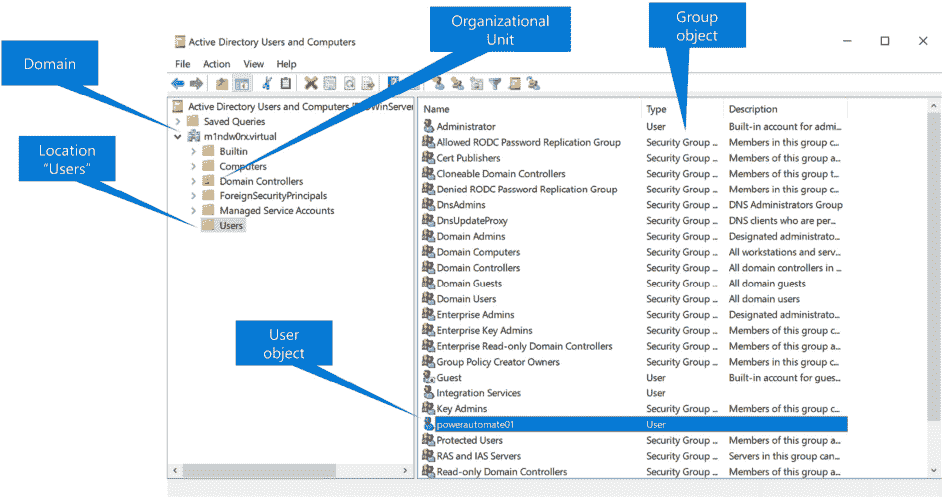 Organizational
Unit
Group
object
Domain
Location
“Users”
User
object
Active Directory Users and Computers
File Action View Help
Active Directory Users and Computers
Saved Queries
m1ndw0rx.virtual
Builtin
Computers
Domain Controllers
ForeignSecurityPrincipals
Managed Service Accounts
Users
Name Type Description
Administrator User Built-in account for admi...
Allowed RODC Password Replication Group Security Group ... Members in this group c...
Cert Publishers Security Group ... Members of this group a...
Cloneable Domain Controllers Security Group ... Members of this group t...
Denied RODC Password Replication Group Security Group ... Members in this group c...
DnsAdmins Security Group ... DNS Administrators Group
DnsUpdateProxy Security Group ... DNS clients who are per...
Domain Admins Security Group ... Designated administrato...
Domain Computers Security Group ... All workstations and serv...
Domain Controllers Security Group ... All domain controllers in ...
Domain Guests Security Group ... All domain guests
Domain Users Security Group ... All domain users
Enterprise Admins Security Group ... Designated administrato...
Enterprise Key Admins Security Group ... Members of this group c...
Enterprise Read-only Domain Controllers Security Group ... Members of this group a...
Group Policy Creator Owners Security Group ... Members in this group c...
Guest User Built-in account for gues...
Integration Services User
Key Admins Security Group ... Members of this group c...
powerautomate01 User
Protected Users Security Group ... Members of this group a...
RAS and IAS Servers Security Group ... Servers in this group can...
Read-only Domain Controllers Security Group ... Members of this group a...